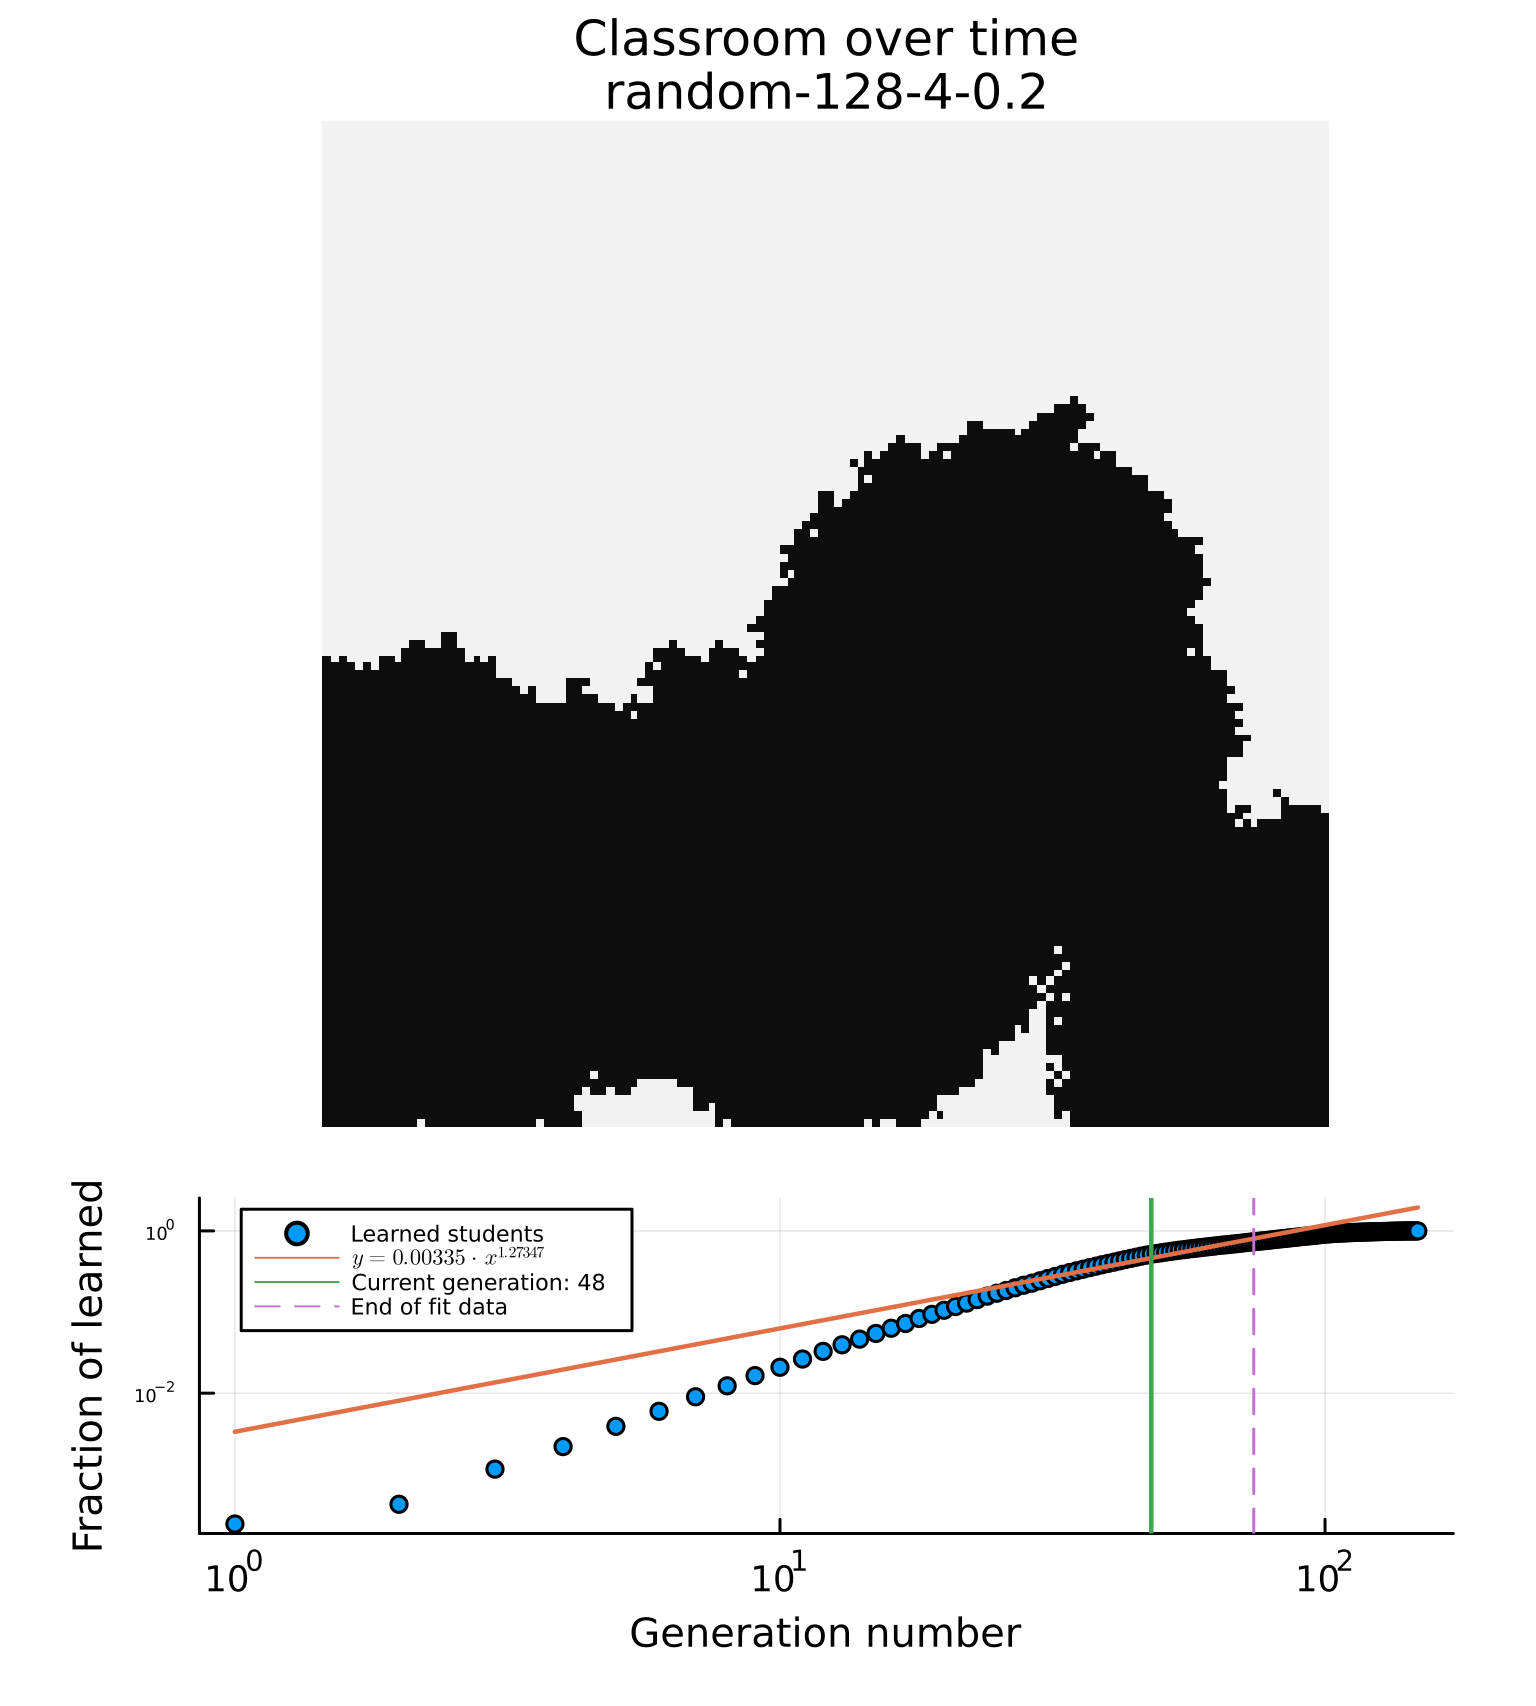 Classroom over time
random-128-4-0.2
Fraction of learned
10⁰
10⁻²
Learned students
y = 0.00335 · x^1.27347
Current generation: 48
End of fit data
10⁰ 10¹ 10²
Generation number